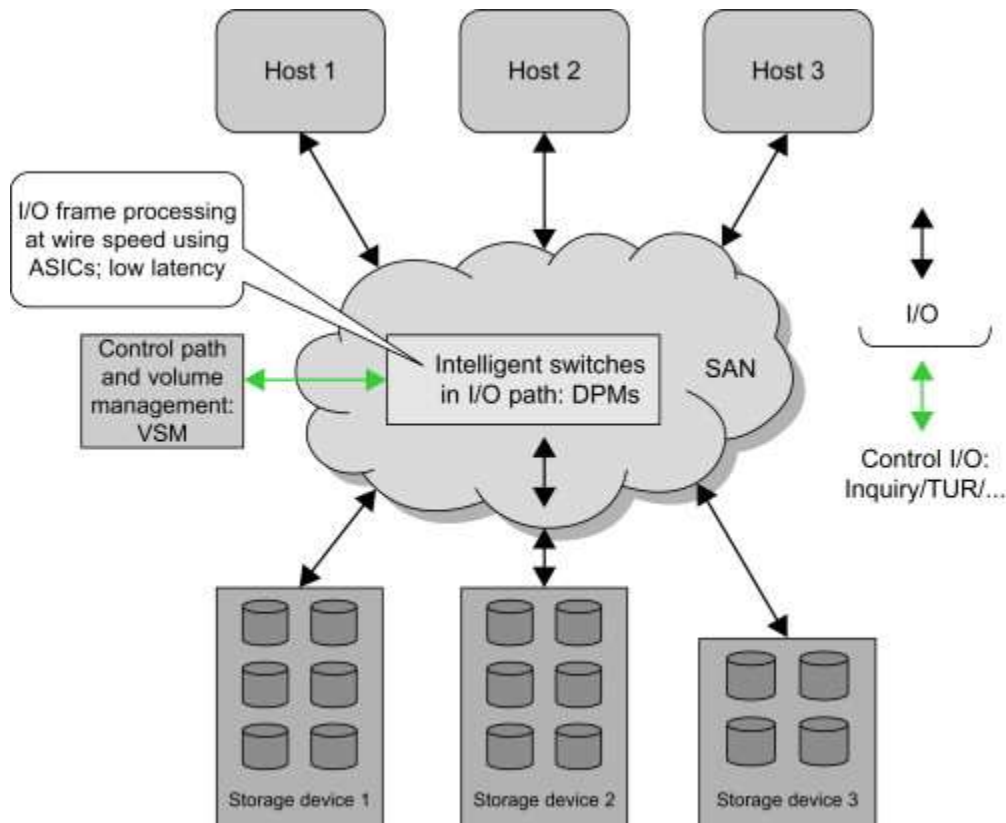 Host 1
Host 2
Host 3
I/O frame processing
at wire speed using
ASICs; low latency
I/O
Control path
and volume
management:
VSM
Intelligent switches
in I/O path: DPMs
SAN
Control I/O:
Inquiry/TUR/...
Storage device 1
Storage device 2
Storage device 3